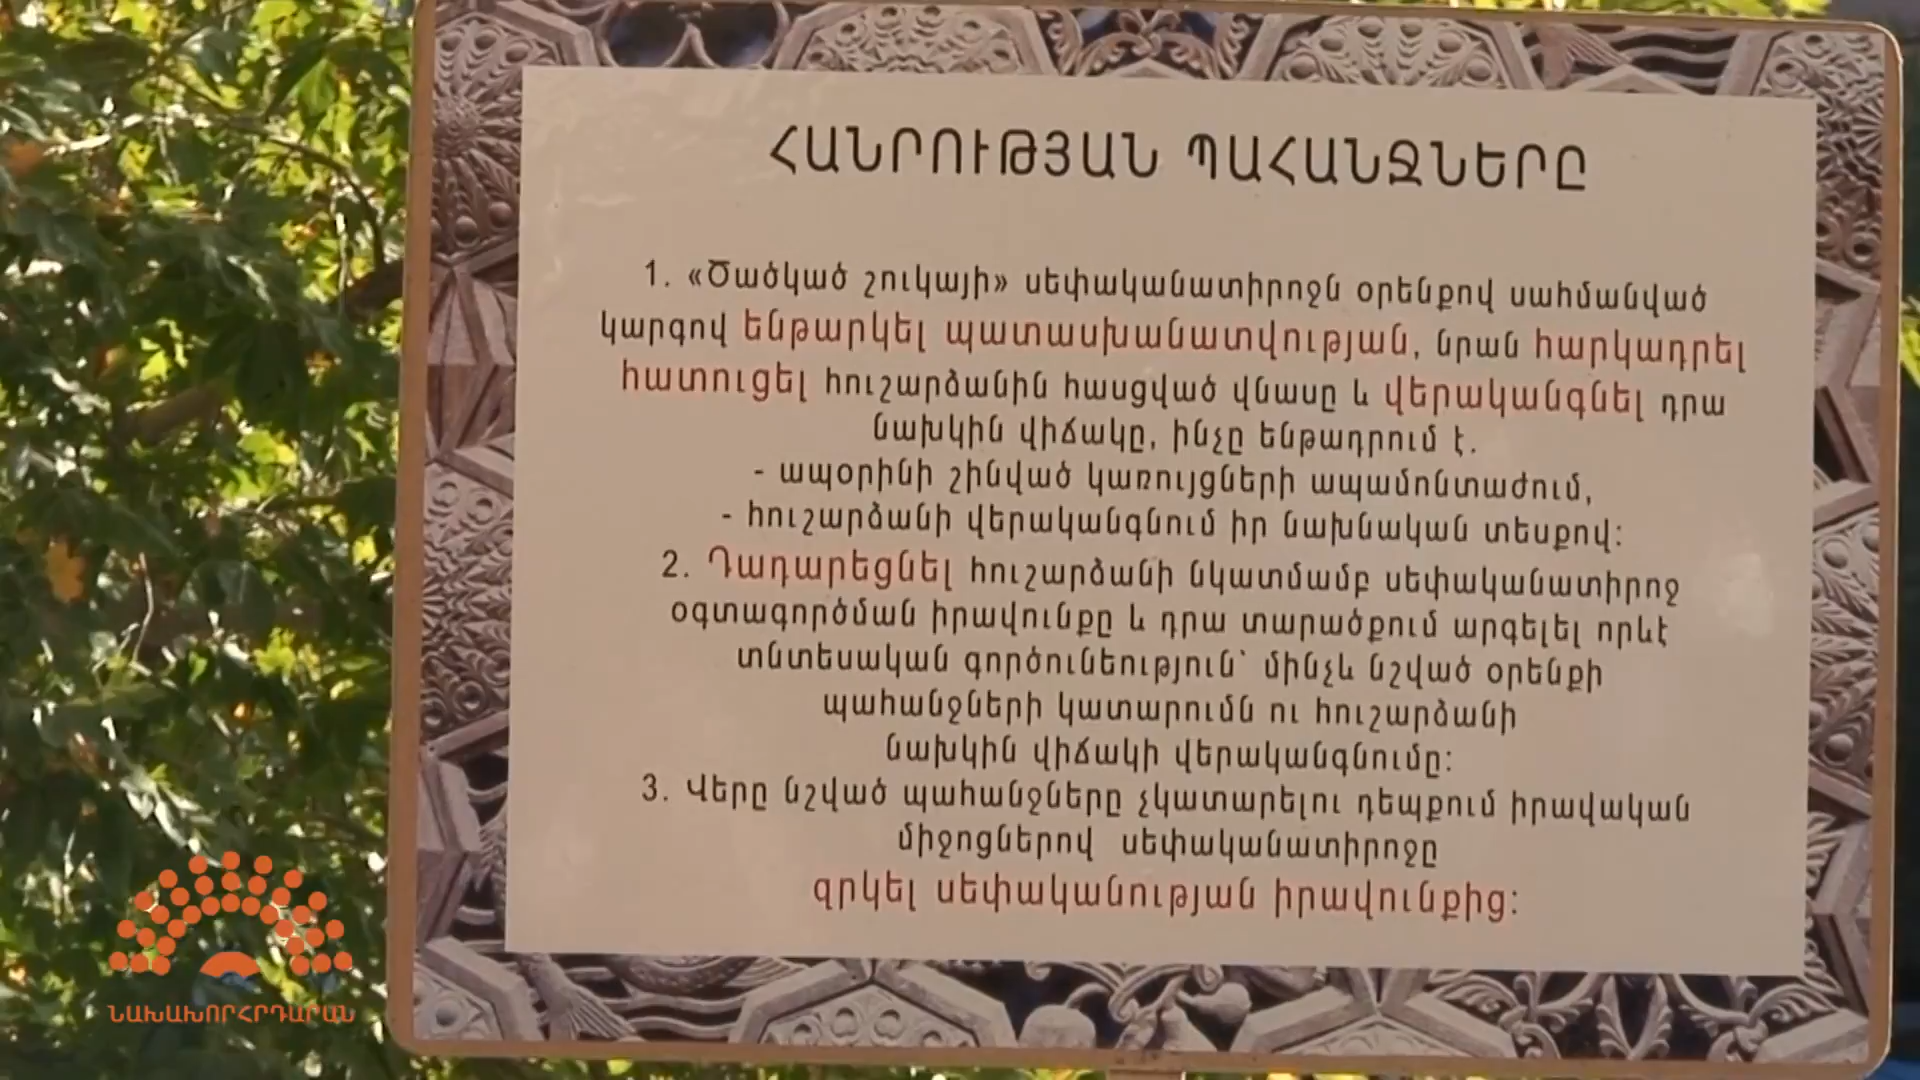 ՀԱՆՐՈՒԹՅԱՆ ՊԱՀԱՆՋՆԵՐԸ
1. «Ծածկած շուկայի» սեփականատիրոջն օրենքով սահմանված
կարգով ենթարկել պատասխանատվության, նրան հարկադրել
հատուցել հուշարձանին հասցված վնասը և վերականգնել դրա
նախկին վիճակը, ինչը ենթադրում է.
- ապօրինի շինված կառույցների ապամոնտաժում,
- հուշարձանի վերականգնում իր նախնական տեսքով:
2. Դադարեցնել հուշարձանի նկատմամբ սեփականատիրոջ
օգտագործման իրավունքը և դրա տարածքում արգելել որևէ
տնտեսական գործունեություն՝ մինչև նշված օրենքի
պահանջների կատարումն ու հուշարձանի
նախկին վիճակի վերականգնումը:
3. Վերը նշված պահանջները չկատարելու դեպքում իրավական
միջոցներով սեփականատիրոջը
զրկել սեփականության իրավունքից:
ՆԱԽԱԽՈՐՀՐԴԱՐԱՆ